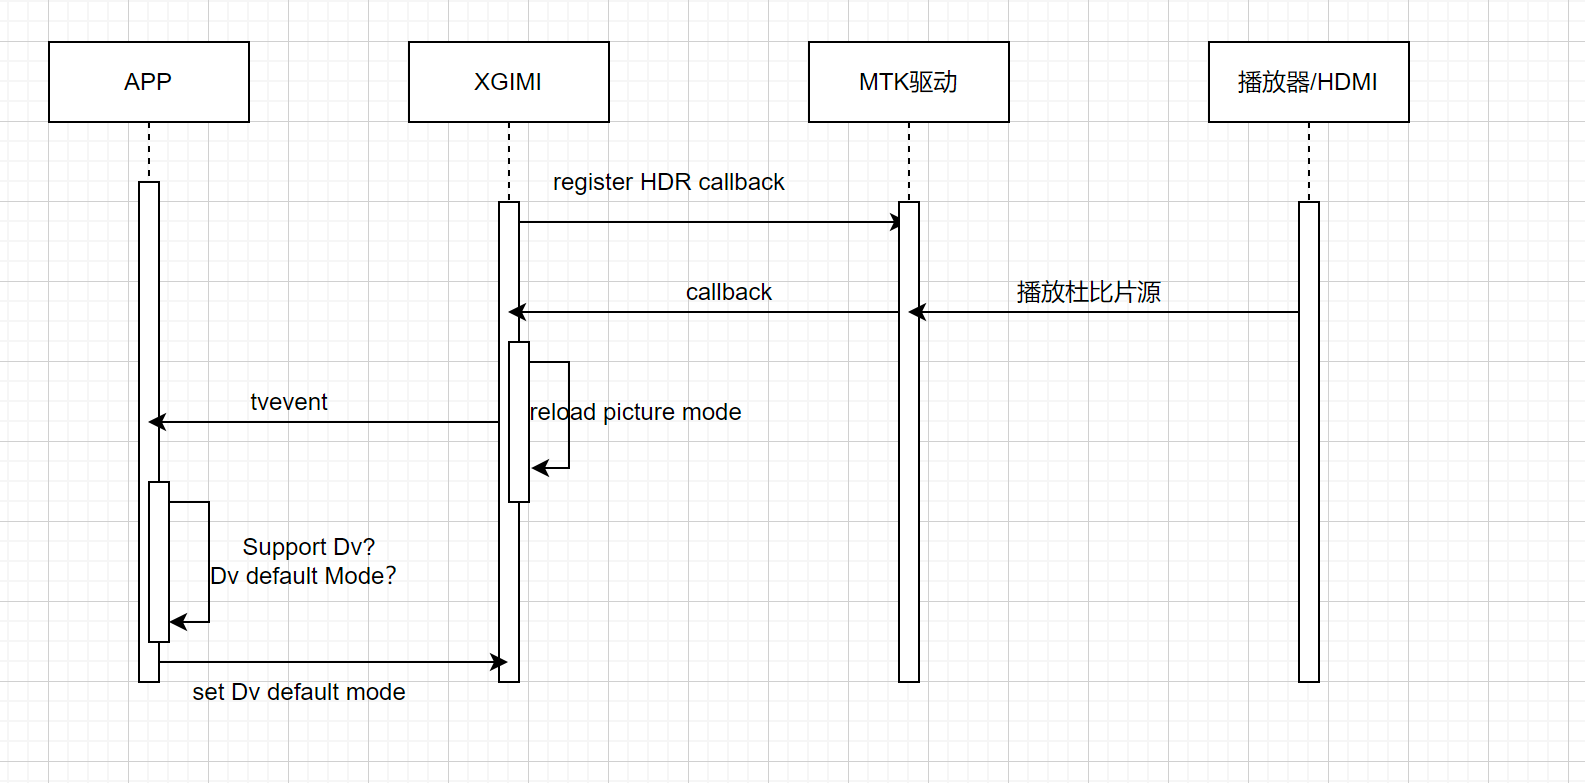 APP
XGIMI
MTK驱动
播放器/HDMI
register HDR callback
callback
播放杜比片源
tvevent
reload picture mode
Support Dv?
Dv default Mode？
set Dv default mode